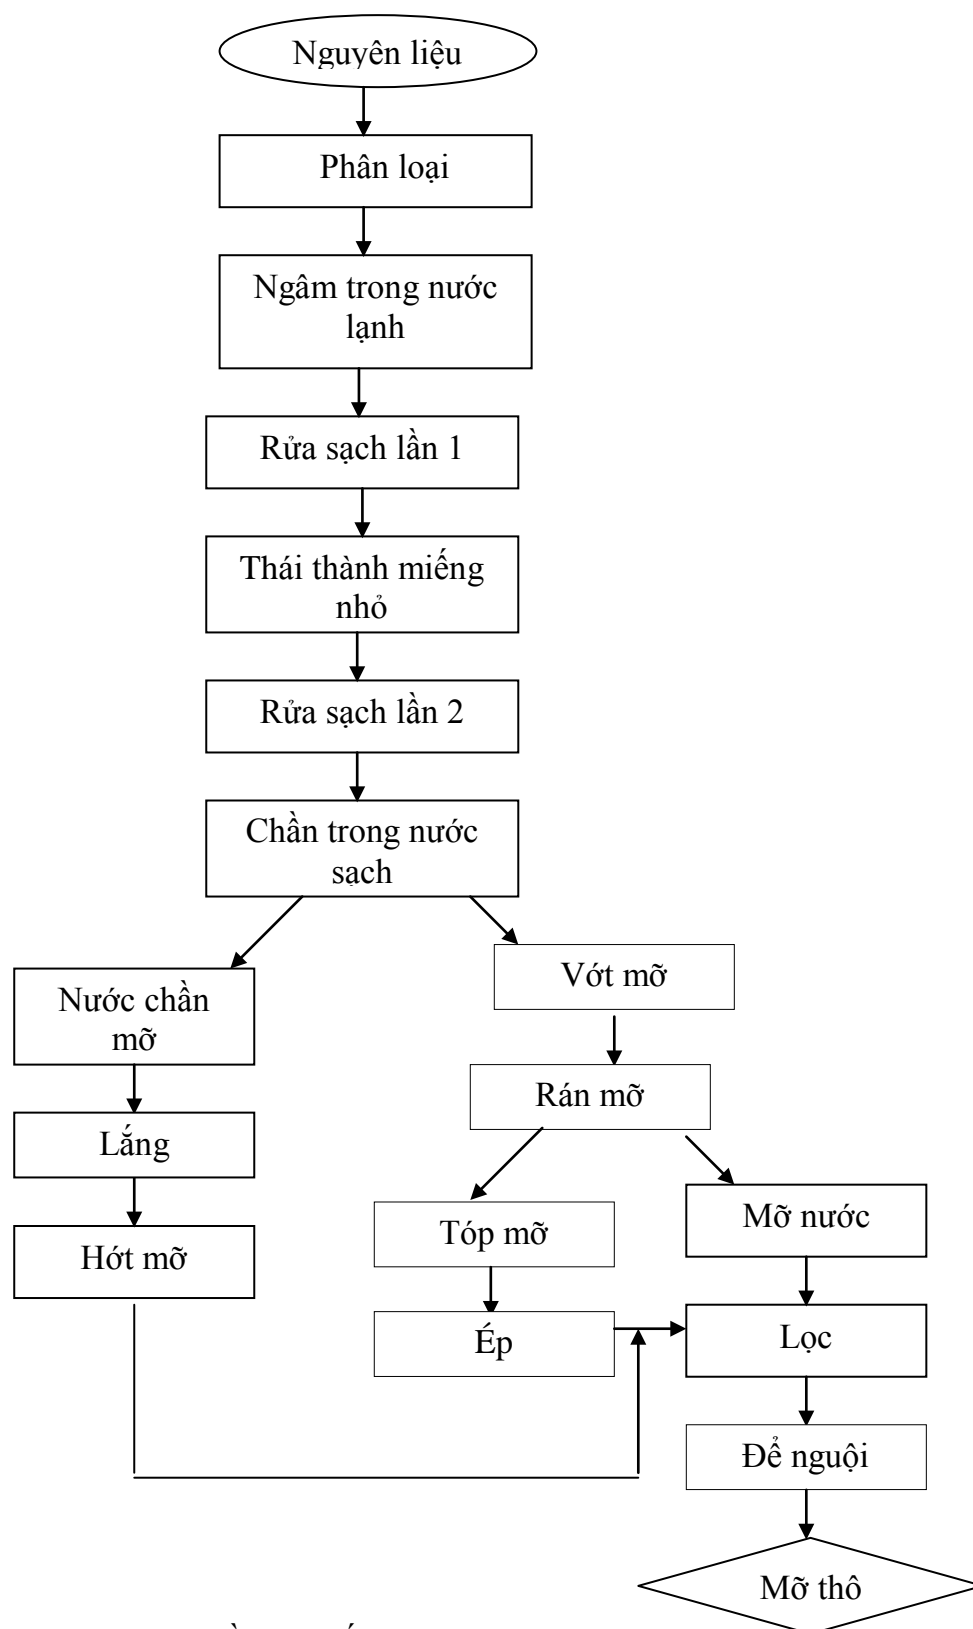 Nguyên liệu
Phân loại
Ngâm trong nước
lạnh
Rửa sạch lần 1
Thái thành miếng
nhỏ
Rửa sạch lần 2
Chần trong nước
sạch
Nước chần
mỡ
Lắng
Hớt mỡ
Vớt mỡ
Rán mỡ
Tóp mỡ
Ép
Mỡ nước
Lọc
Để nguội
Mỡ thô